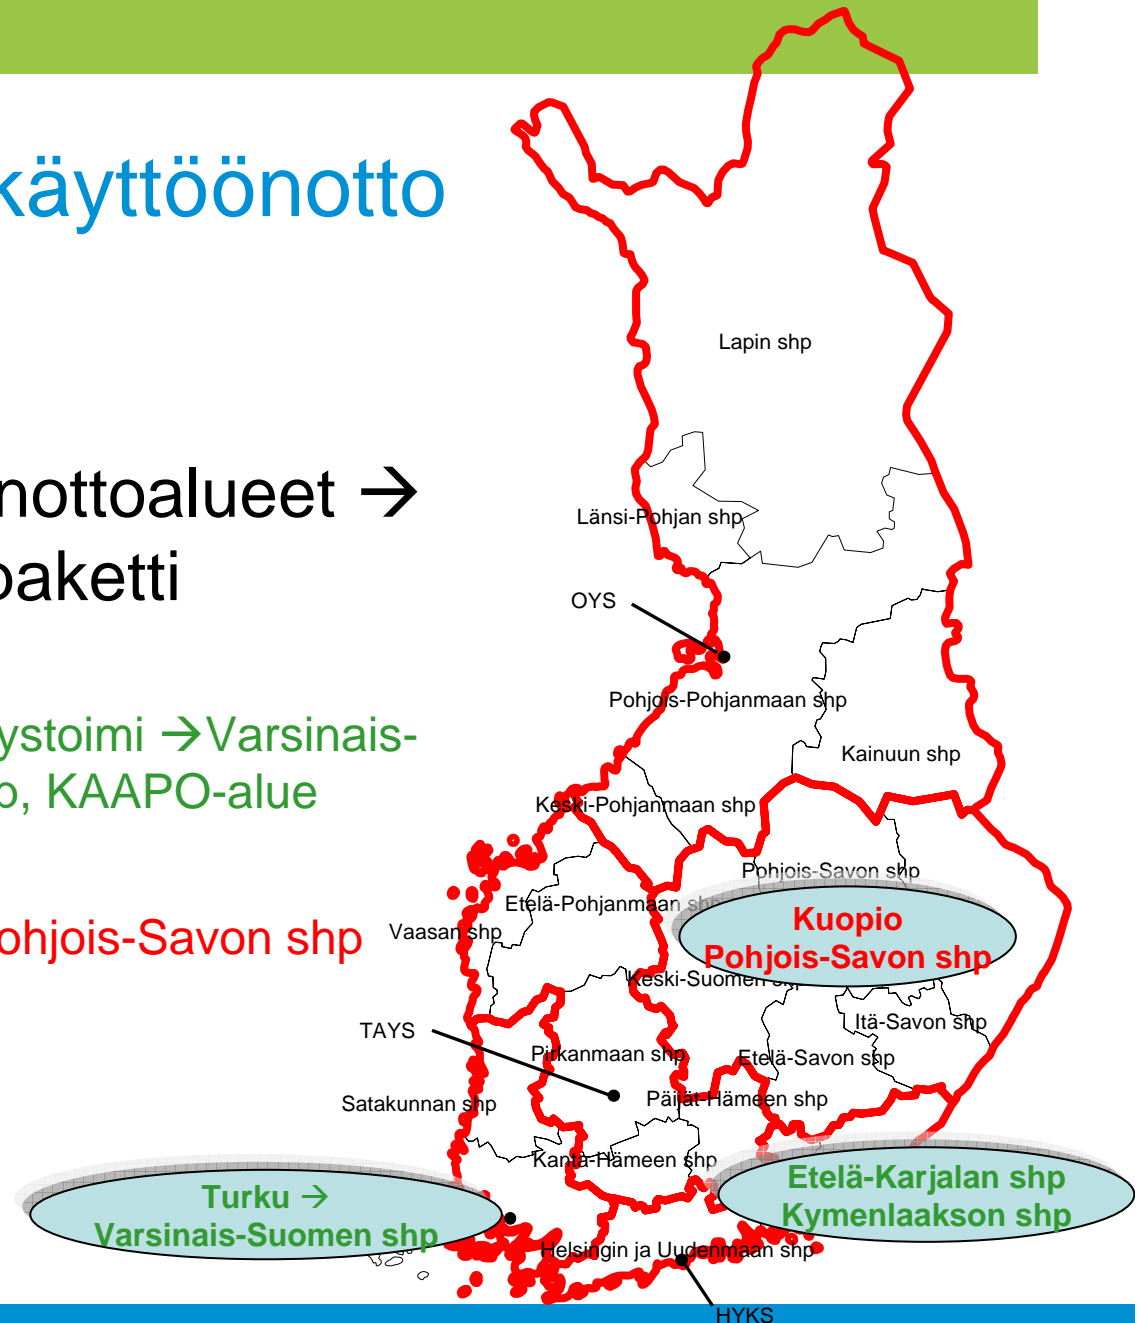 käyttöönotto
nottoalueet →
paketti
ystoimi →Varsinais-
, KAAPO-alue
ohjois-Savon shp
Lapin shp
Länsi-Pohjan shp
OYS
Pohjois-Pohjanmaan shp
Kainuun shp
Keski-Pohjanmaan shp
Pohjois-Savon shp
Etelä-Pohjanmaan shp
Vaasan shp
Kuopio
Pohjois-Savon shp
Keski-Suomen shp
Itä-Savon shp
TAYS
Pirkanmaan shp
Etelä-Savon shp
Satakunnan shp
Päijät-Hämeen shp
Kanta-Hämeen shp
Etelä-Karjalan shp
Kymenlaakson shp
Turku →
Varsinais-Suomen shp
Helsingin ja Uudenmaan shp
HYKS